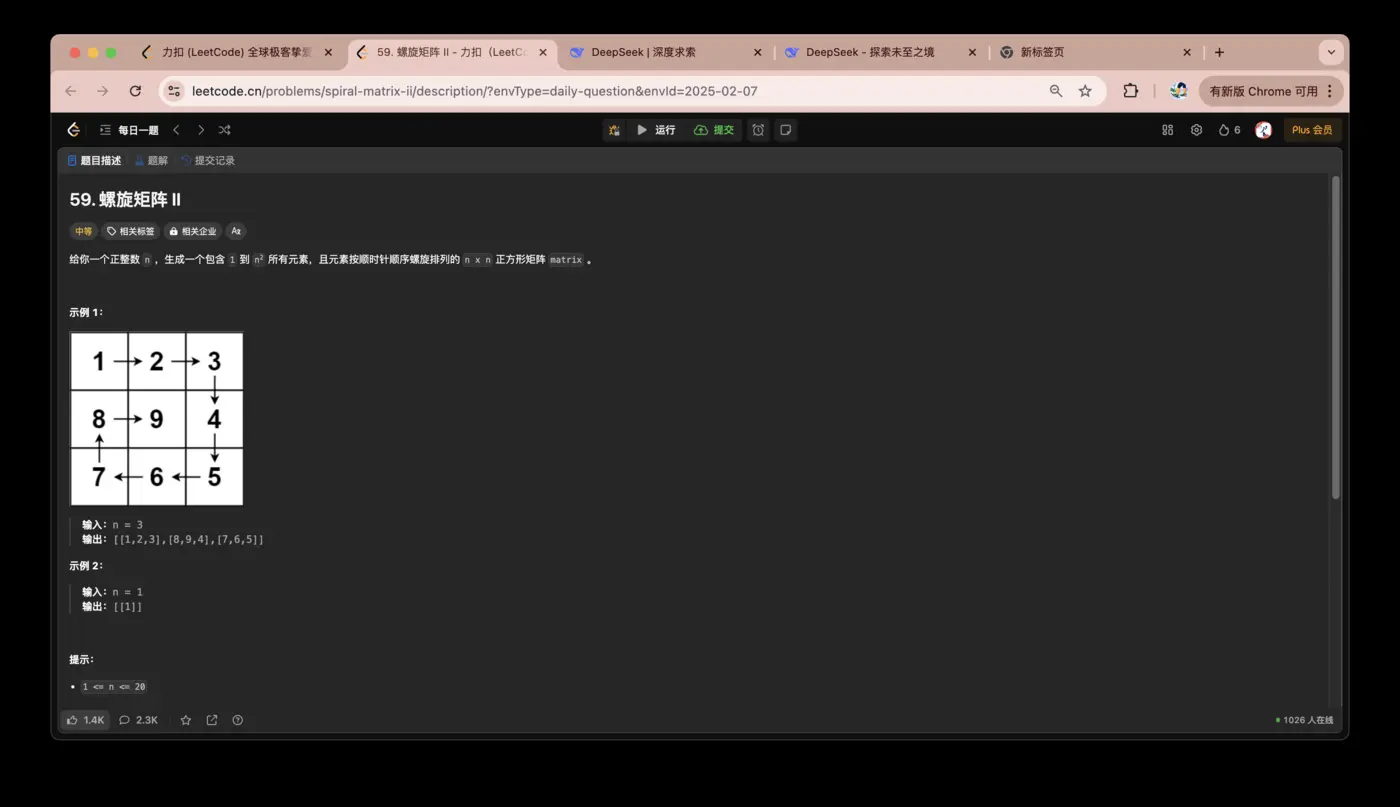 力扣 (LeetCode) 全球极客挚爱
59. 螺旋矩阵 II - 力扣（LeetC
DeepSeek | 深度求索
DeepSeek - 探索未至之境
新标签页
leetcode.cn/problems/spiral-matrix-ii/description/?envType=daily-question&envId=2025-02-07
有新版 Chrome 可用
每日一题
运行
提交
6
Plus 会员
题目描述
题解
提交记录
59. 螺旋矩阵 II
中等
相关标签
相关企业
给你一个正整数 n ，生成一个包含 1 到 n² 所有元素，且元素按顺时针顺序螺旋排列的 n x n 正方形矩阵 matrix 。
示例 1：
1 2 3
8 9 4
7 6 5
输入：n = 3
输出：[[1,2,3],[8,9,4],[7,6,5]]
示例 2：
输入：n = 1
输出：[[1]]
提示：
1 <= n <= 20
1.4K
2.3K
1026 人在线